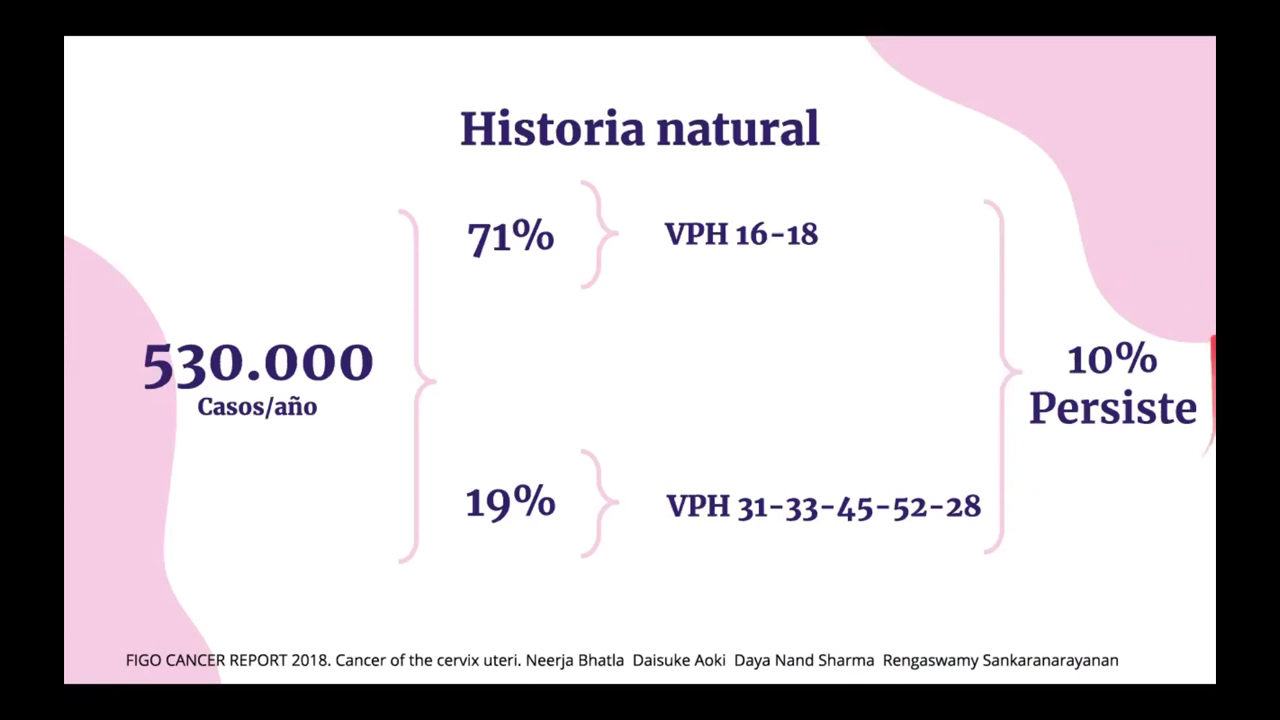 Historia natural
71%
VPH 16-18
530.000
Casos/año
10%
Persiste
19%
VPH 31-33-45-52-28
FIGO CANCER REPORT 2018. Cancer of the cervix uteri. Neerja Bhatla Daisuke Aoki Daya Nand Sharma Rengaswamy Sankaranarayanan